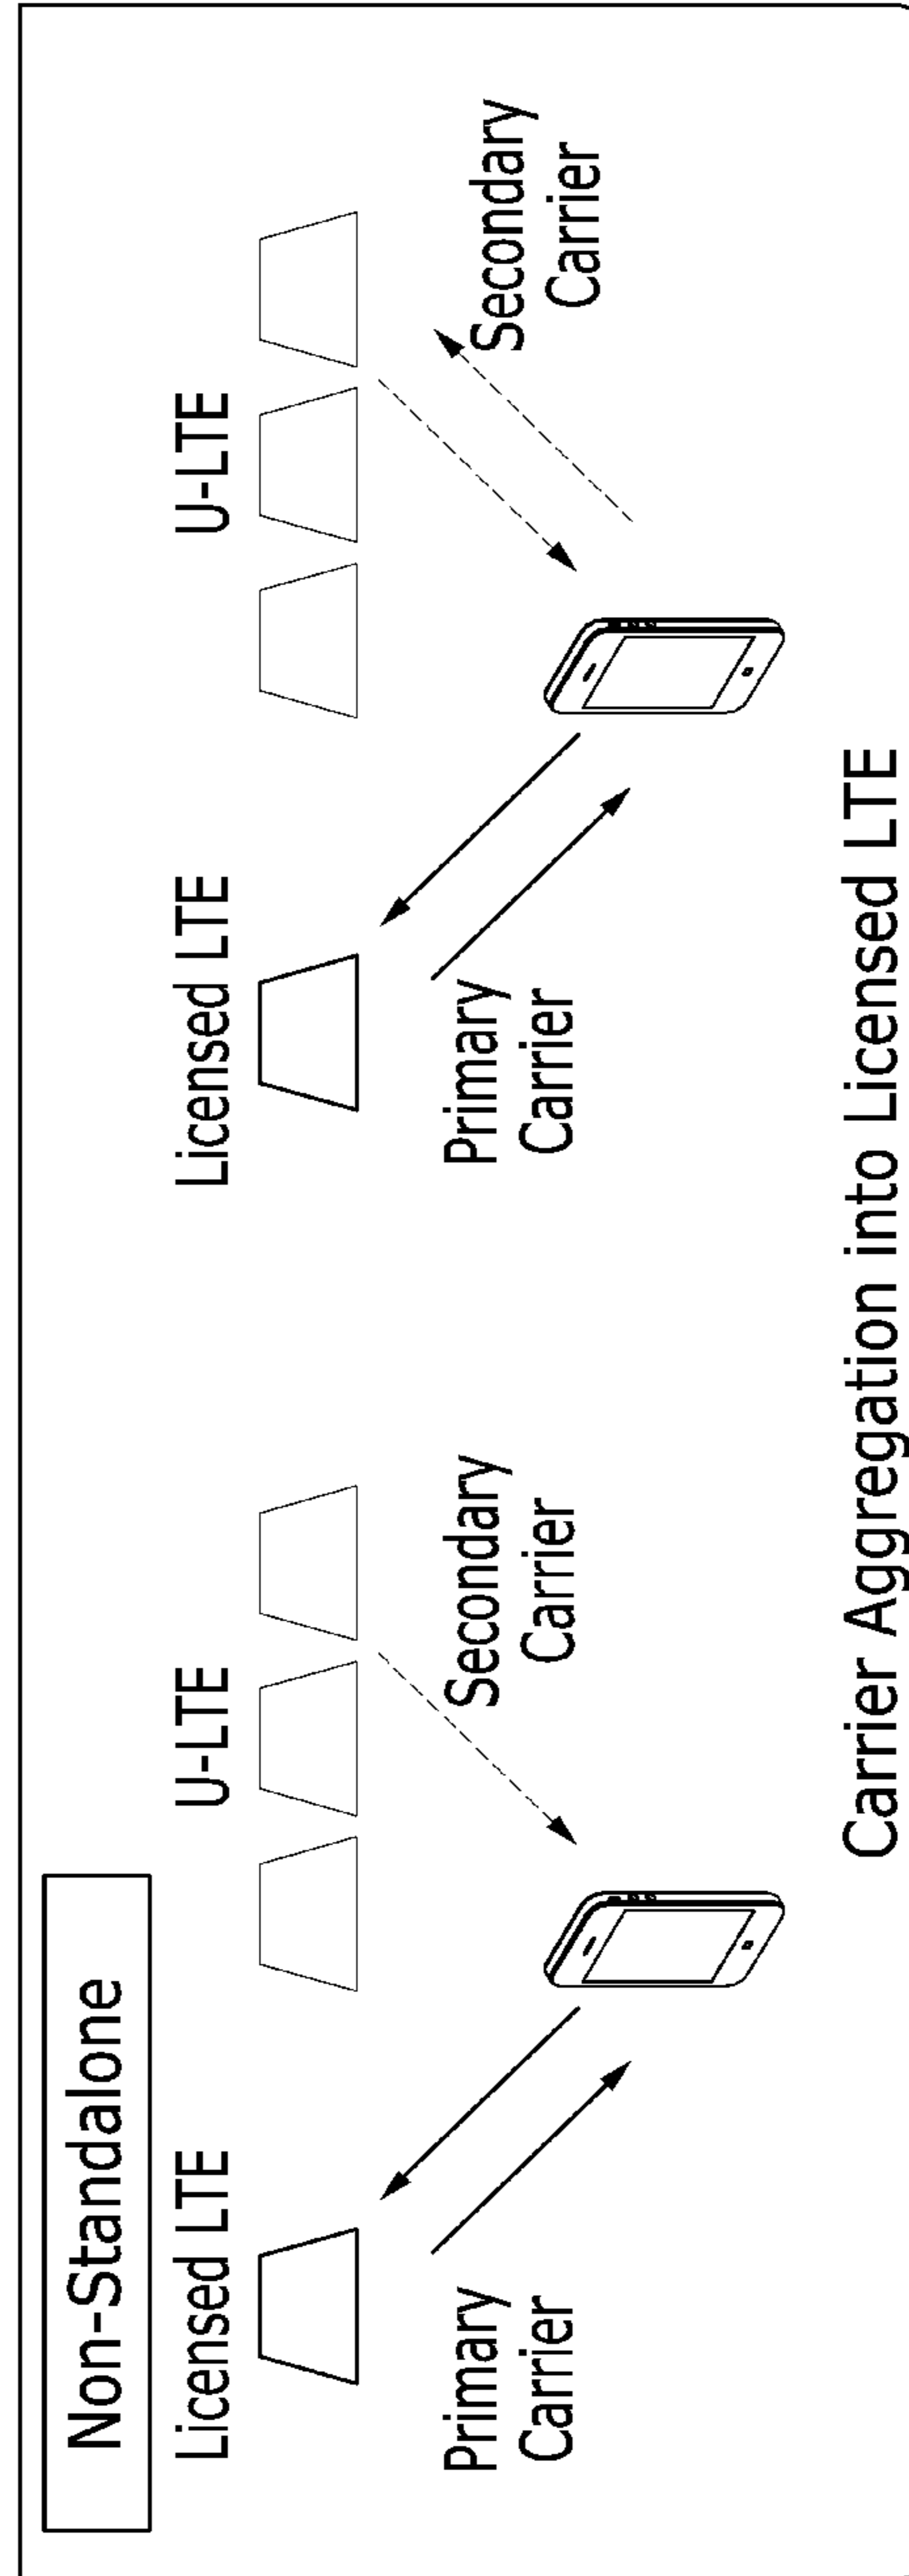 Non-Standalone
Licensed LTE
U-LTE
Primary
Carrier
Secondary
Carrier
Licensed LTE
U-LTE
Primary
Carrier
Secondary
Carrier
Carrier Aggregation into Licensed LTE